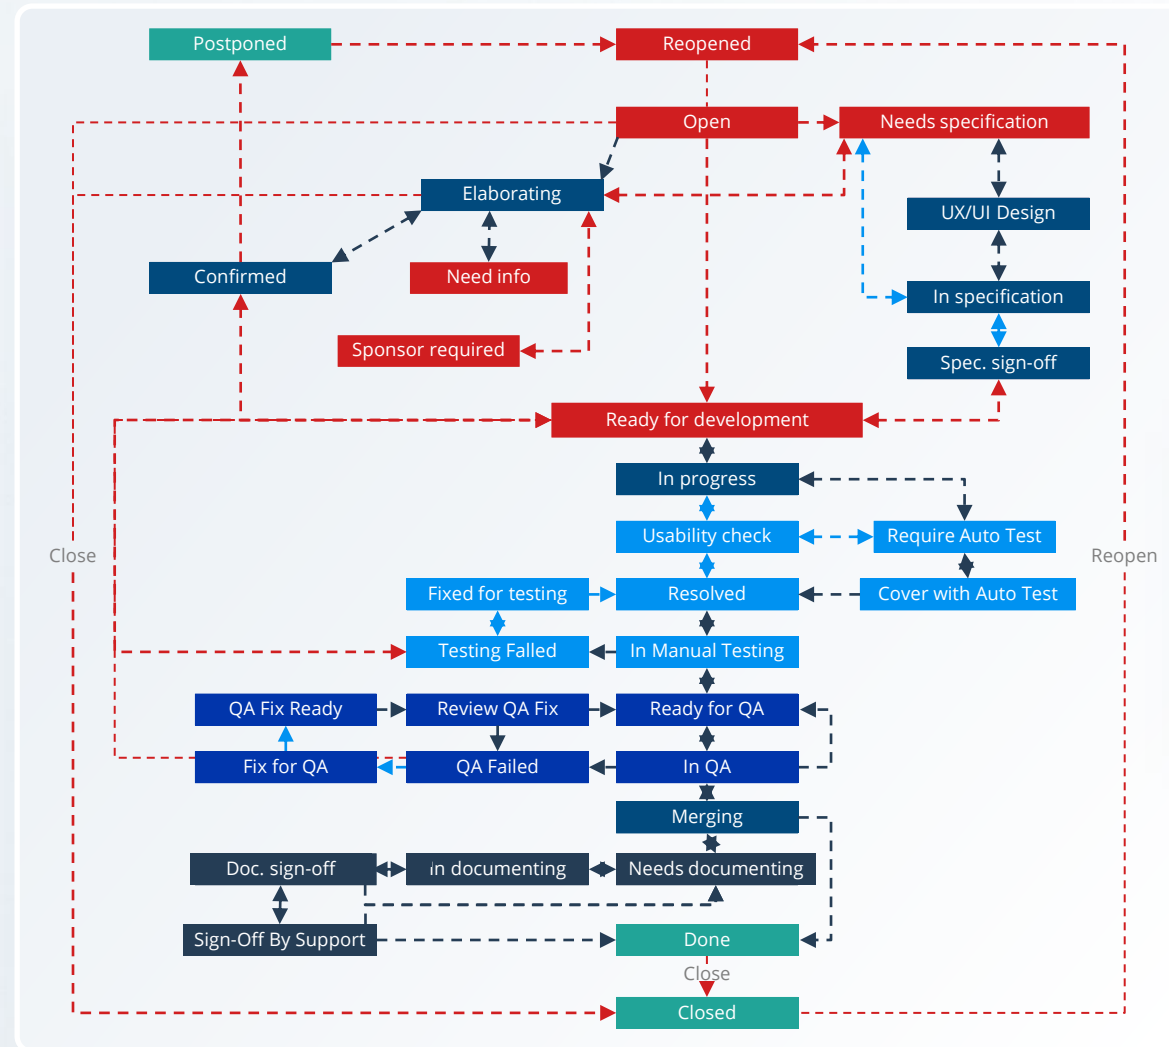 Postponed
Reopened
Open
Needs specification
Elaborating
UX/UI Design
Confirmed
Need info
In specification
Sponsor required
Spec. sign-off
Ready for development
In progress
Usability check
Require Auto Test
Close
Reopen
Fixed for testing
Resolved
Cover with Auto Test
Testing Falled
In Manual Testing
QA Fix Ready
Review QA Fix
Ready for QA
Fix for QA
QA Failed
In QA
Merging
Doc. sign-off
In documenting
Needs documenting
Sign-Off By Support
Done
Close
Closed